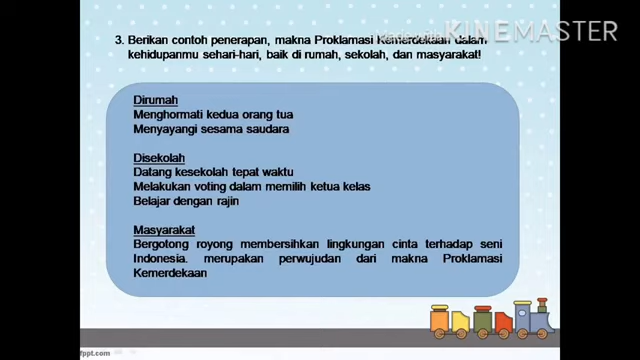 KINEMASTER
3. Berikan contoh penerapan, makna Proklamasi Kemerdekaan dalam
kehidupanmu sehari-hari, baik di rumah, sekolah, dan masyarakat!
Dirumah
Menghormati kedua orang tua
Menyayangi sesama saudara
Disekolah
Datang kesekolah tepat waktu
Melakukan voting dalam memilih ketua kelas
Belajar dengan rajin
Masyarakat
Bergotong royong membersihkan lingkungan cinta terhadap seni
Indonesia. merupakan perwujudan dari makna Proklamasi
Kemerdekaan
fppt.com